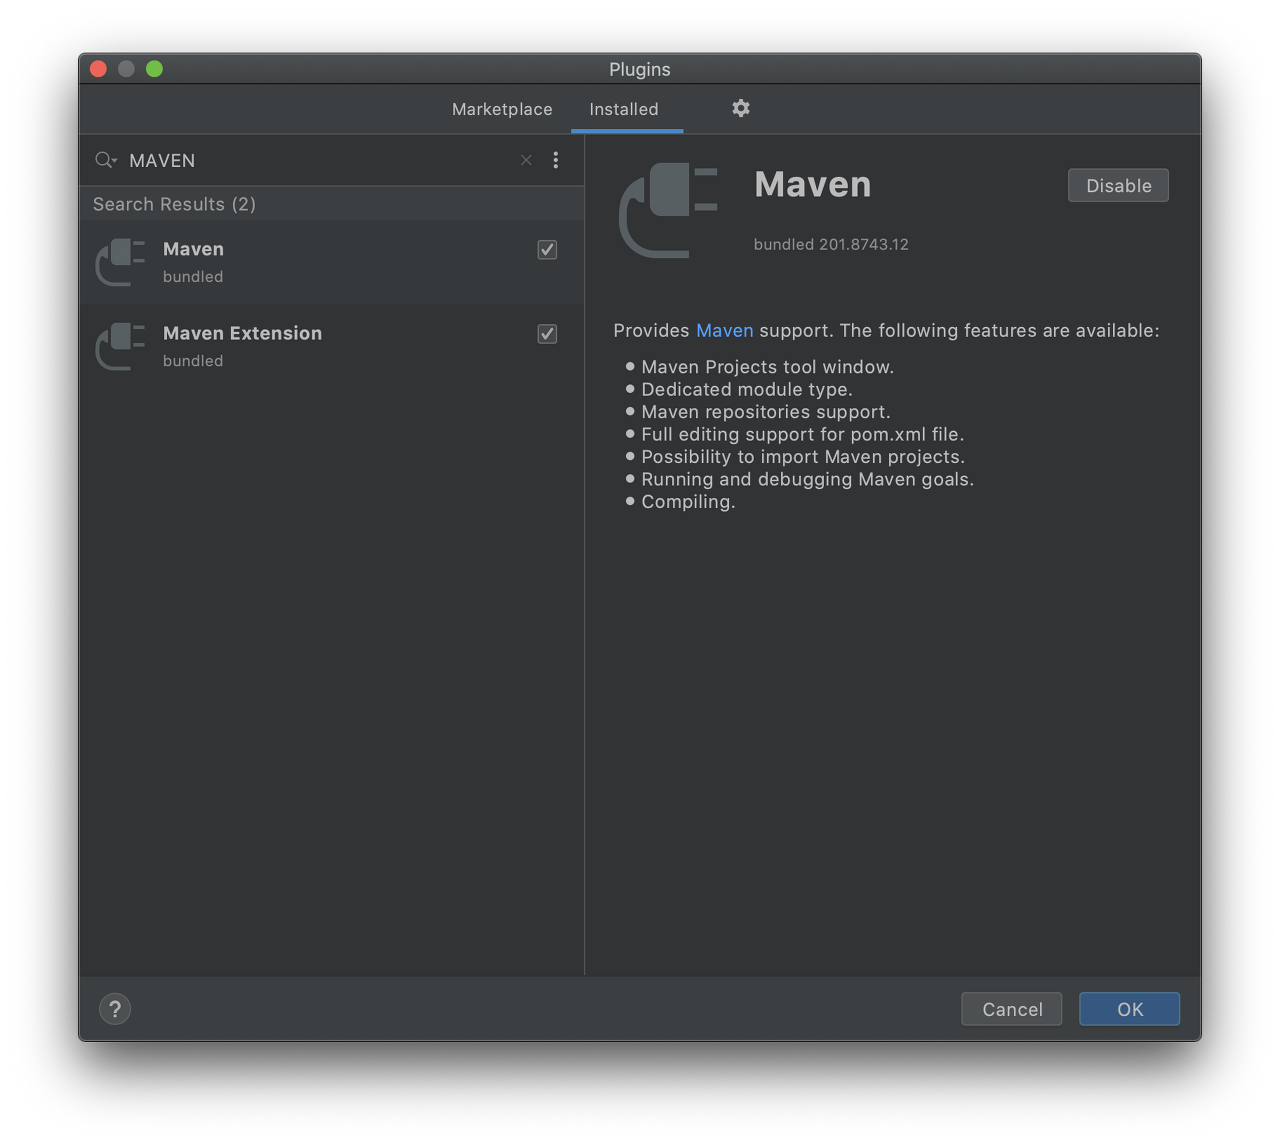 Plugins
Marketplace
Installed
MAVEN
Search Results (2)
Maven
bundled
Maven Extension
bundled
Maven
Disable
bundled 201.8743.12
Provides Maven support. The following features are available:
Maven Projects tool window.
Dedicated module type.
Maven repositories support.
Full editing support for pom.xml file.
Possibility to import Maven projects.
Running and debugging Maven goals.
Compiling.
?
Cancel
OK